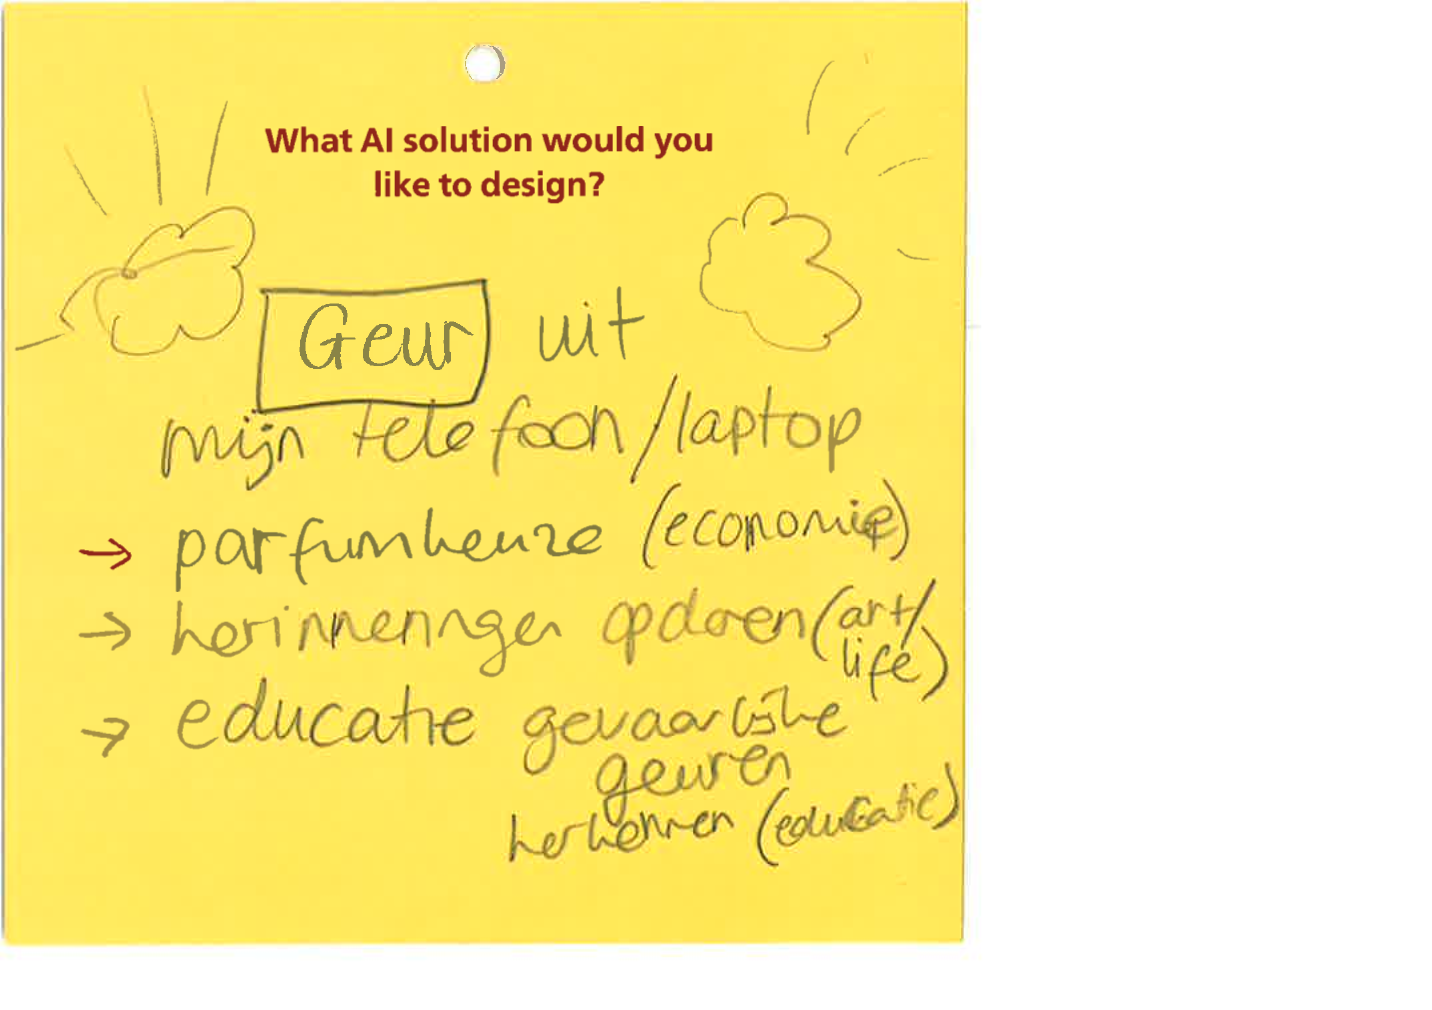 What AI solution would you
like to design?
Geur uit
mijn telefoon/laptop
→ parfumkeuze (economie)
→ herinneringen opdoen (art/
life)
→ educatie gevaarlijke
geuren
herkennen (educatie)